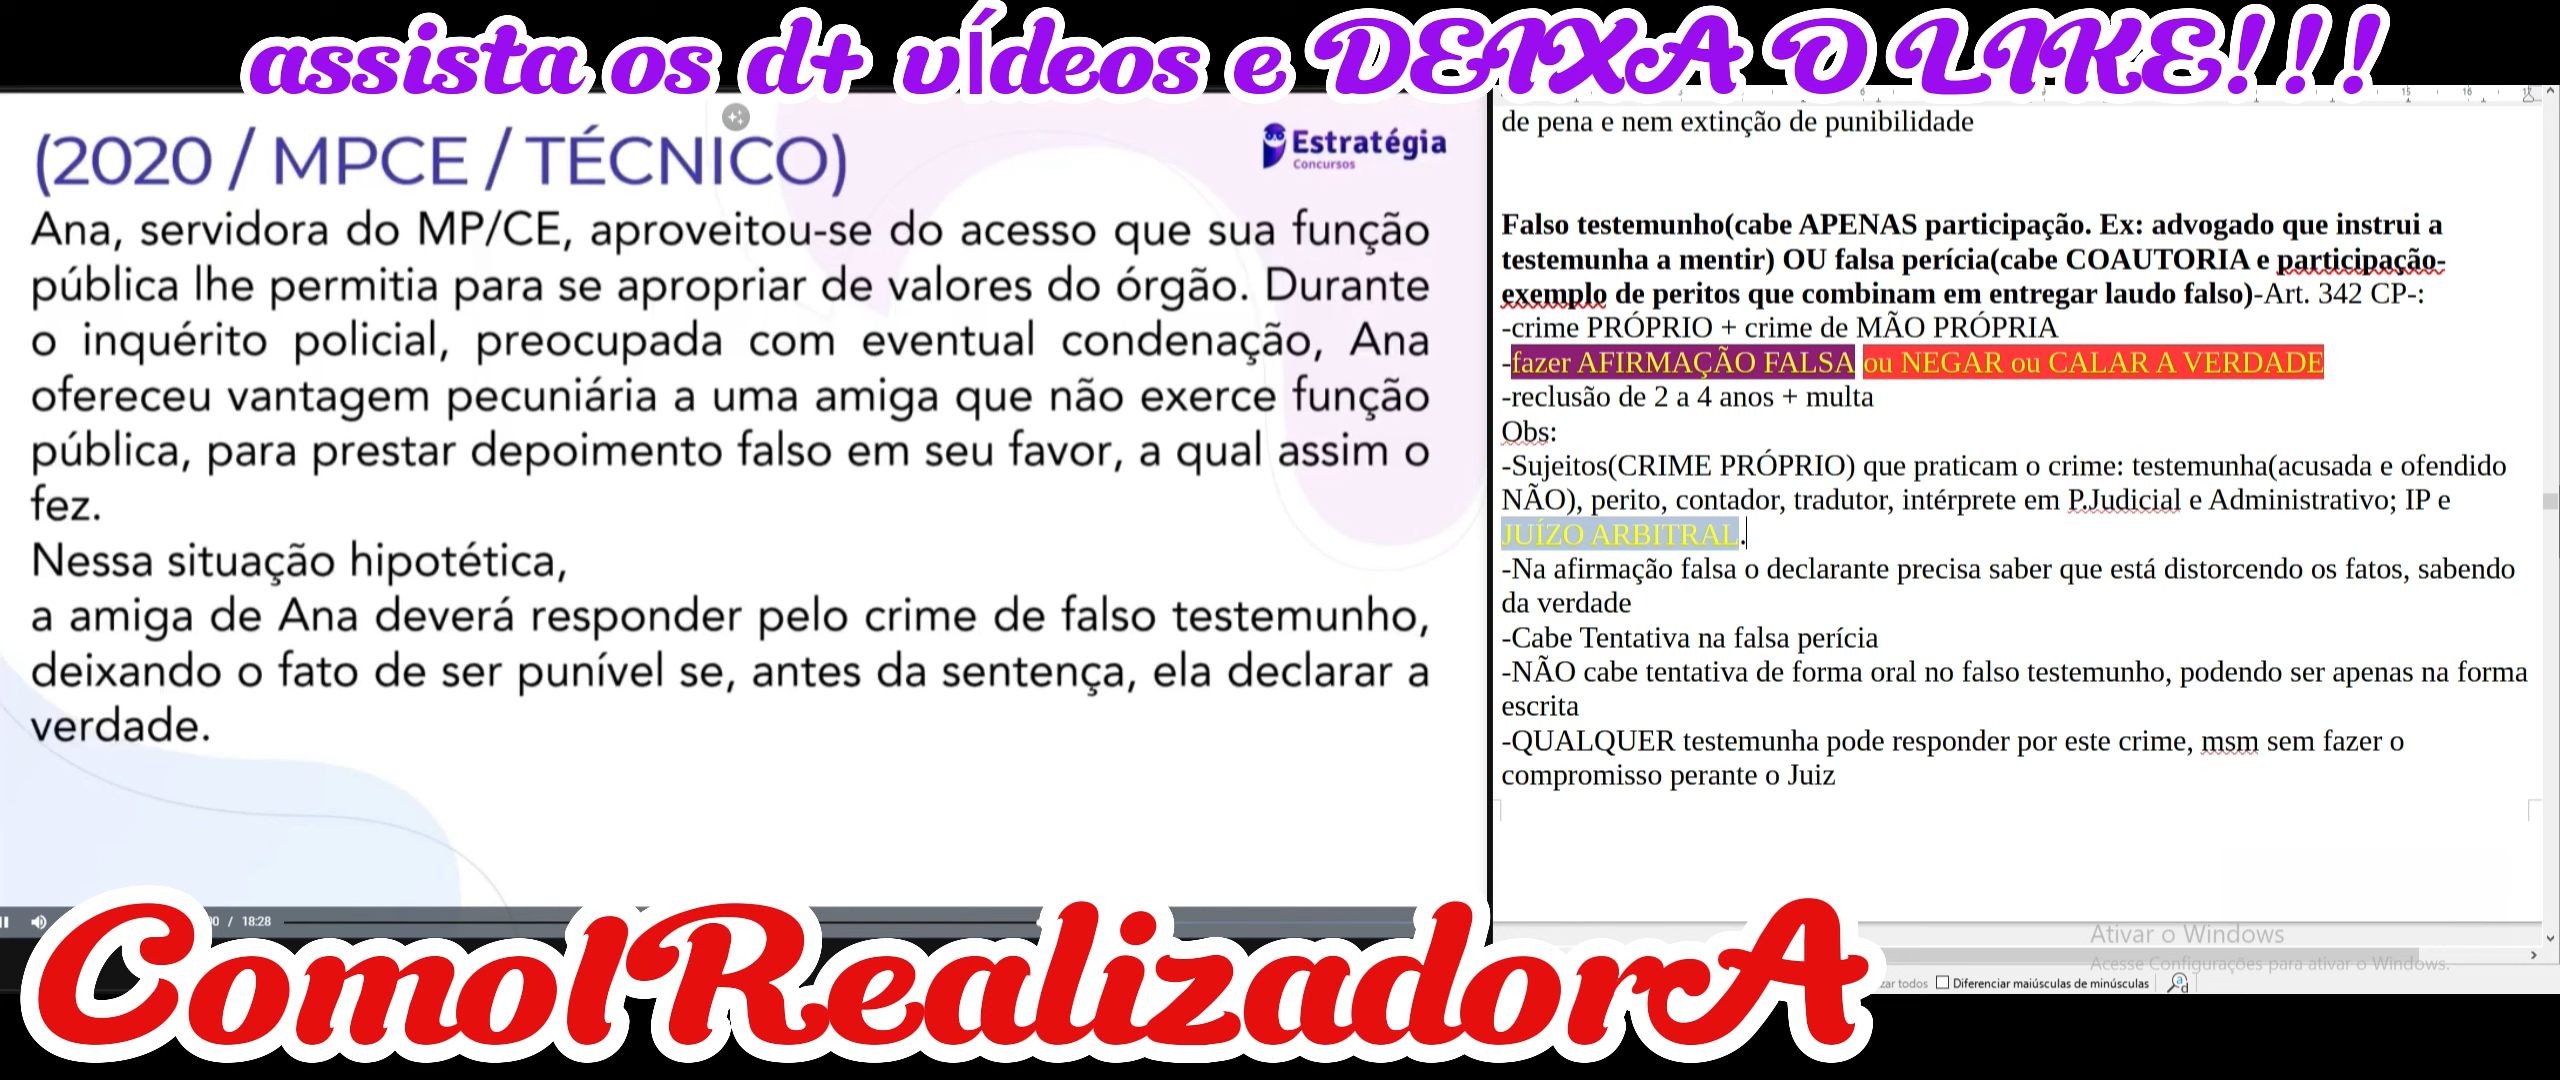 assista os d+ vÍdeos e DEIXA O LIKE!!!
(2020 / MPCE / TÉCNICO)
Estratégia
Concursos
Ana, servidora do MP/CE, aproveitou-se do acesso que sua função
pública lhe permitia para se apropriar de valores do órgão. Durante
o inquérito policial, preocupada com eventual condenação, Ana
ofereceu vantagem pecuniária a uma amiga que não exerce função
pública, para prestar depoimento falso em seu favor, a qual assim o
fez.
Nessa situação hipotética,
a amiga de Ana deverá responder pelo crime de falso testemunho,
deixando o fato de ser punível se, antes da sentença, ela declarar a
verdade.
/ 18:28
15 16
de pena e nem extinção de punibilidade
Falso testemunho(cabe APENAS participação. Ex: advogado que instrui a
testemunha a mentir) OU falsa perícia(cabe COAUTORIA e participação-
exemplo de peritos que combinam em entregar laudo falso)-Art. 342 CP-:
-crime PRÓPRIO + crime de MÃO PRÓPRIA
-fazer AFIRMAÇÃO FALSA ou NEGAR ou CALAR A VERDADE
-reclusão de 2 a 4 anos + multa
Obs:
-Sujeitos(CRIME PRÓPRIO) que praticam o crime: testemunha(acusada e ofendido
NÃO), perito, contador, tradutor, intérprete em P.Judicial e Administrativo; IP e
JUÍZO ARBITRAL.
-Na afirmação falsa o declarante precisa saber que está distorcendo os fatos, sabendo
da verdade
-Cabe Tentativa na falsa perícia
-NÃO cabe tentativa de forma oral no falso testemunho, podendo ser apenas na forma
escrita
-QUALQUER testemunha pode responder por este crime, msm sem fazer o
compromisso perante o Juiz
Ativar o Windows
Acesse Configurações para ativar o Windows.
todos Diferenciar maiúsculas de minúsculas
ComolRealizadorA